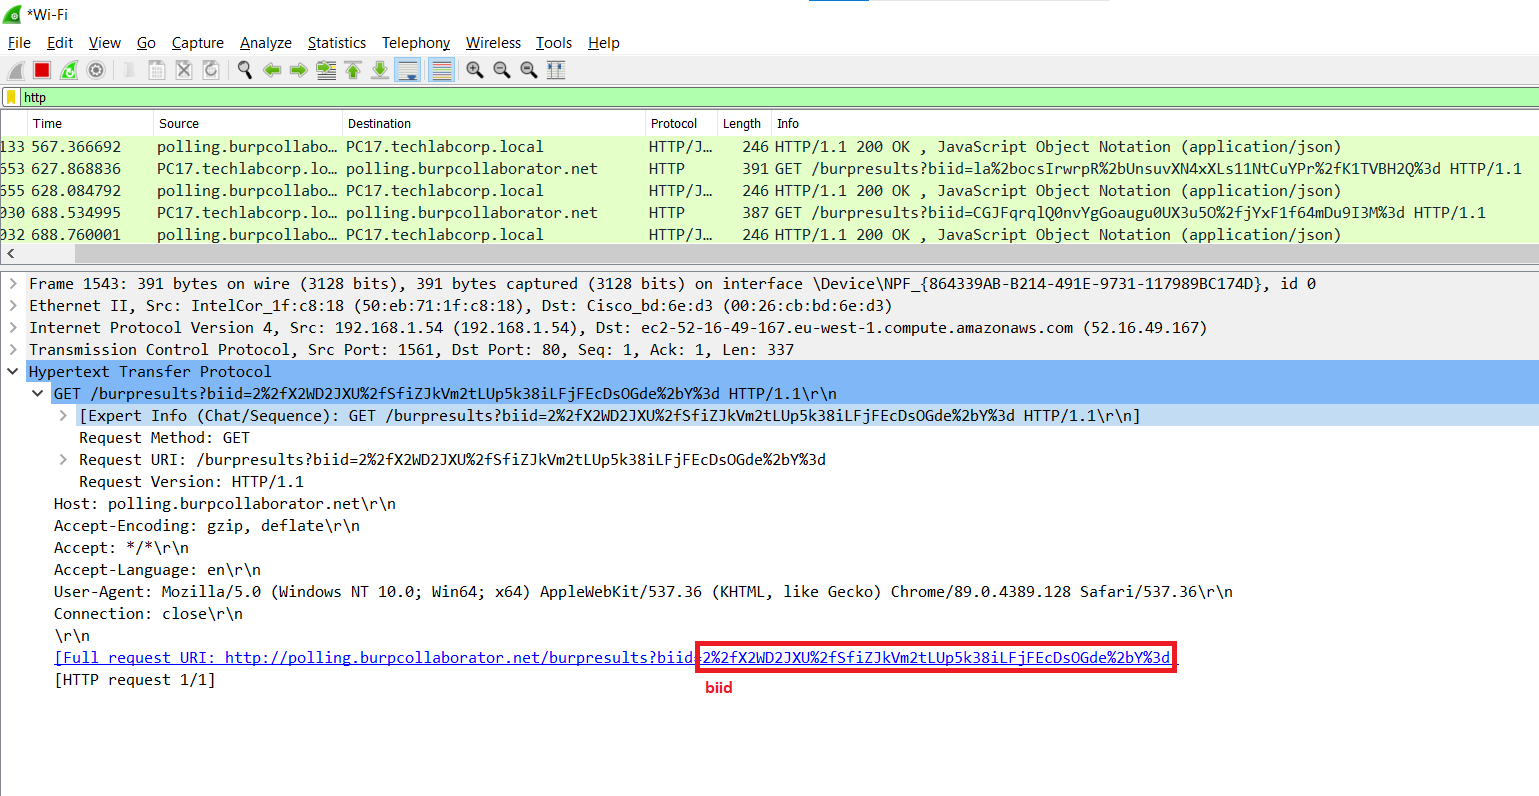 *Wi-Fi
File Edit View Go Capture Analyze Statistics Telephony Wireless Tools Help
http
Time Source Destination Protocol Length Info
133 567.366692 polling.burpcollabo… PC17.techlabcorp.local HTTP/J… 246 HTTP/1.1 200 OK , JavaScript Object Notation (application/json)
653 627.868836 PC17.techlabcorp.lo… polling.burpcollaborator.net HTTP 391 GET /burpresults?biid=la%2bocsIrwrpR%2bUnsuvXN4xXLs11NtCuYPr%2fK1TVBH2Q%3d HTTP/1.1
655 628.084792 polling.burpcollabo… PC17.techlabcorp.local HTTP/J… 246 HTTP/1.1 200 OK , JavaScript Object Notation (application/json)
030 688.534995 PC17.techlabcorp.lo… polling.burpcollaborator.net HTTP 387 GET /burpresults?biid=CGJFqrqlQ0nvYgGoaugu0UX3u5O%2fjYxF1f64mDu9I3M%3d HTTP/1.1
032 688.760001 polling.burpcollabo… PC17.techlabcorp.local HTTP/J… 246 HTTP/1.1 200 OK , JavaScript Object Notation (application/json)
Frame 1543: 391 bytes on wire (3128 bits), 391 bytes captured (3128 bits) on interface \Device\NPF_{864339AB-B214-491E-9731-117989BC174D}, id 0
Ethernet II, Src: IntelCor_1f:c8:18 (50:eb:71:1f:c8:18), Dst: Cisco_bd:6e:d3 (00:26:cb:bd:6e:d3)
Internet Protocol Version 4, Src: 192.168.1.54 (192.168.1.54), Dst: ec2-52-16-49-167.eu-west-1.compute.amazonaws.com (52.16.49.167)
Transmission Control Protocol, Src Port: 1561, Dst Port: 80, Seq: 1, Ack: 1, Len: 337
Hypertext Transfer Protocol
GET /burpresults?biid=2%2fX2WD2JXU%2fSfiZJkVm2tLUp5k38iLFjFEcDsOGde%2bY%3d HTTP/1.1\r\n
[Expert Info (Chat/Sequence): GET /burpresults?biid=2%2fX2WD2JXU%2fSfiZJkVm2tLUp5k38iLFjFEcDsOGde%2bY%3d HTTP/1.1\r\n]
Request Method: GET
Request URI: /burpresults?biid=2%2fX2WD2JXU%2fSfiZJkVm2tLUp5k38iLFjFEcDsOGde%2bY%3d
Request Version: HTTP/1.1
Host: polling.burpcollaborator.net\r\n
Accept-Encoding: gzip, deflate\r\n
Accept: */*\r\n
Accept-Language: en\r\n
User-Agent: Mozilla/5.0 (Windows NT 10.0; Win64; x64) AppleWebKit/537.36 (KHTML, like Gecko) Chrome/89.0.4389.128 Safari/537.36\r\n
Connection: close\r\n
\r\n
[Full request URI: http://polling.burpcollaborator.net/burpresults?biid=2%2fX2WD2JXU%2fSfiZJkVm2tLUp5k38iLFjFEcDsOGde%2bY%3d
[HTTP request 1/1]
biid